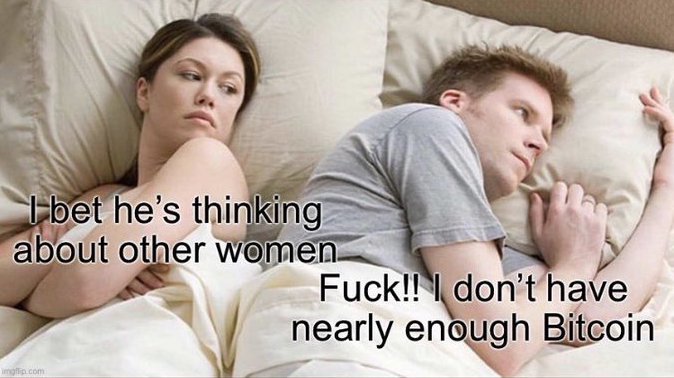 I bet he's thinking
about other women
Fuck!! I don't have
nearly enough Bitcoin
imgflip.com